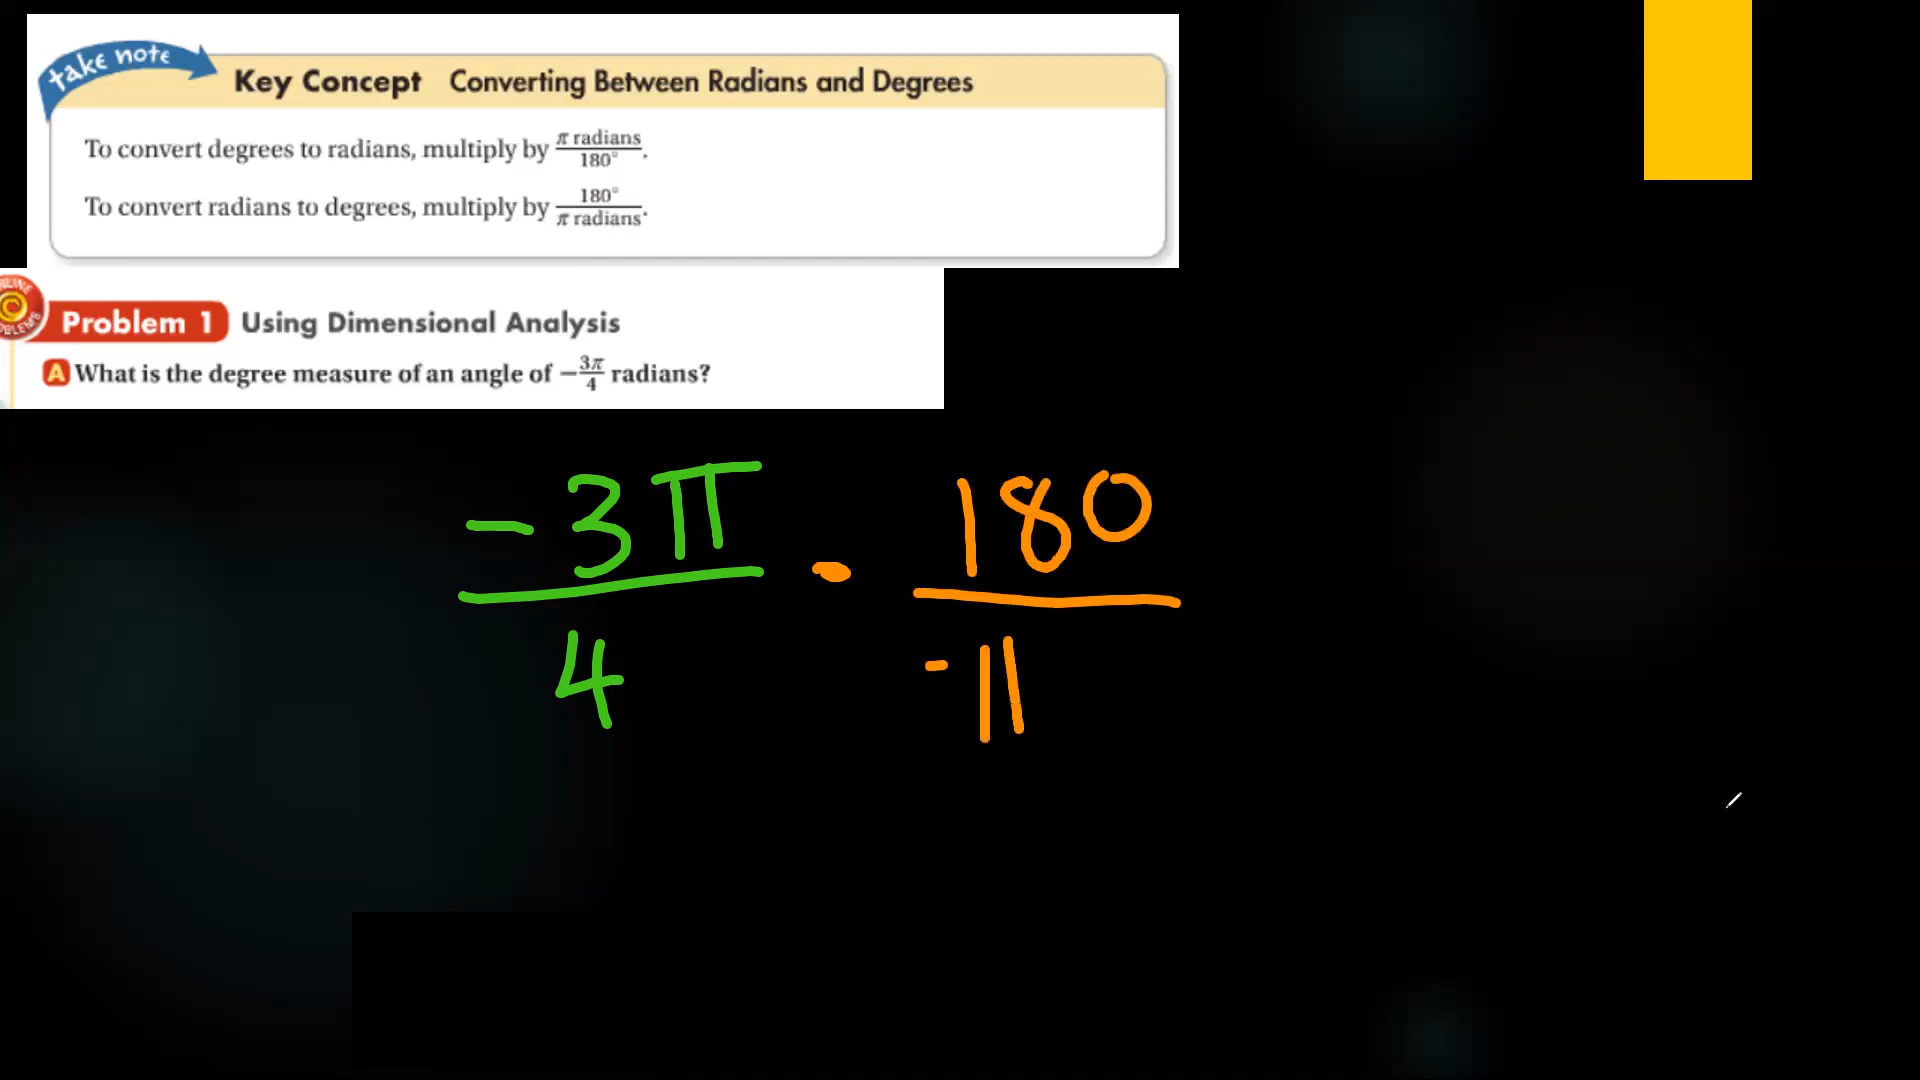 take note
Key Concept Converting Between Radians and Degrees
To convert degrees to radians, multiply by π radians/180°.
To convert radians to degrees, multiply by 180°/π radians.
Problem 1 Using Dimensional Analysis
A What is the degree measure of an angle of −3π/4 radians?
-3π · 180
4 -11